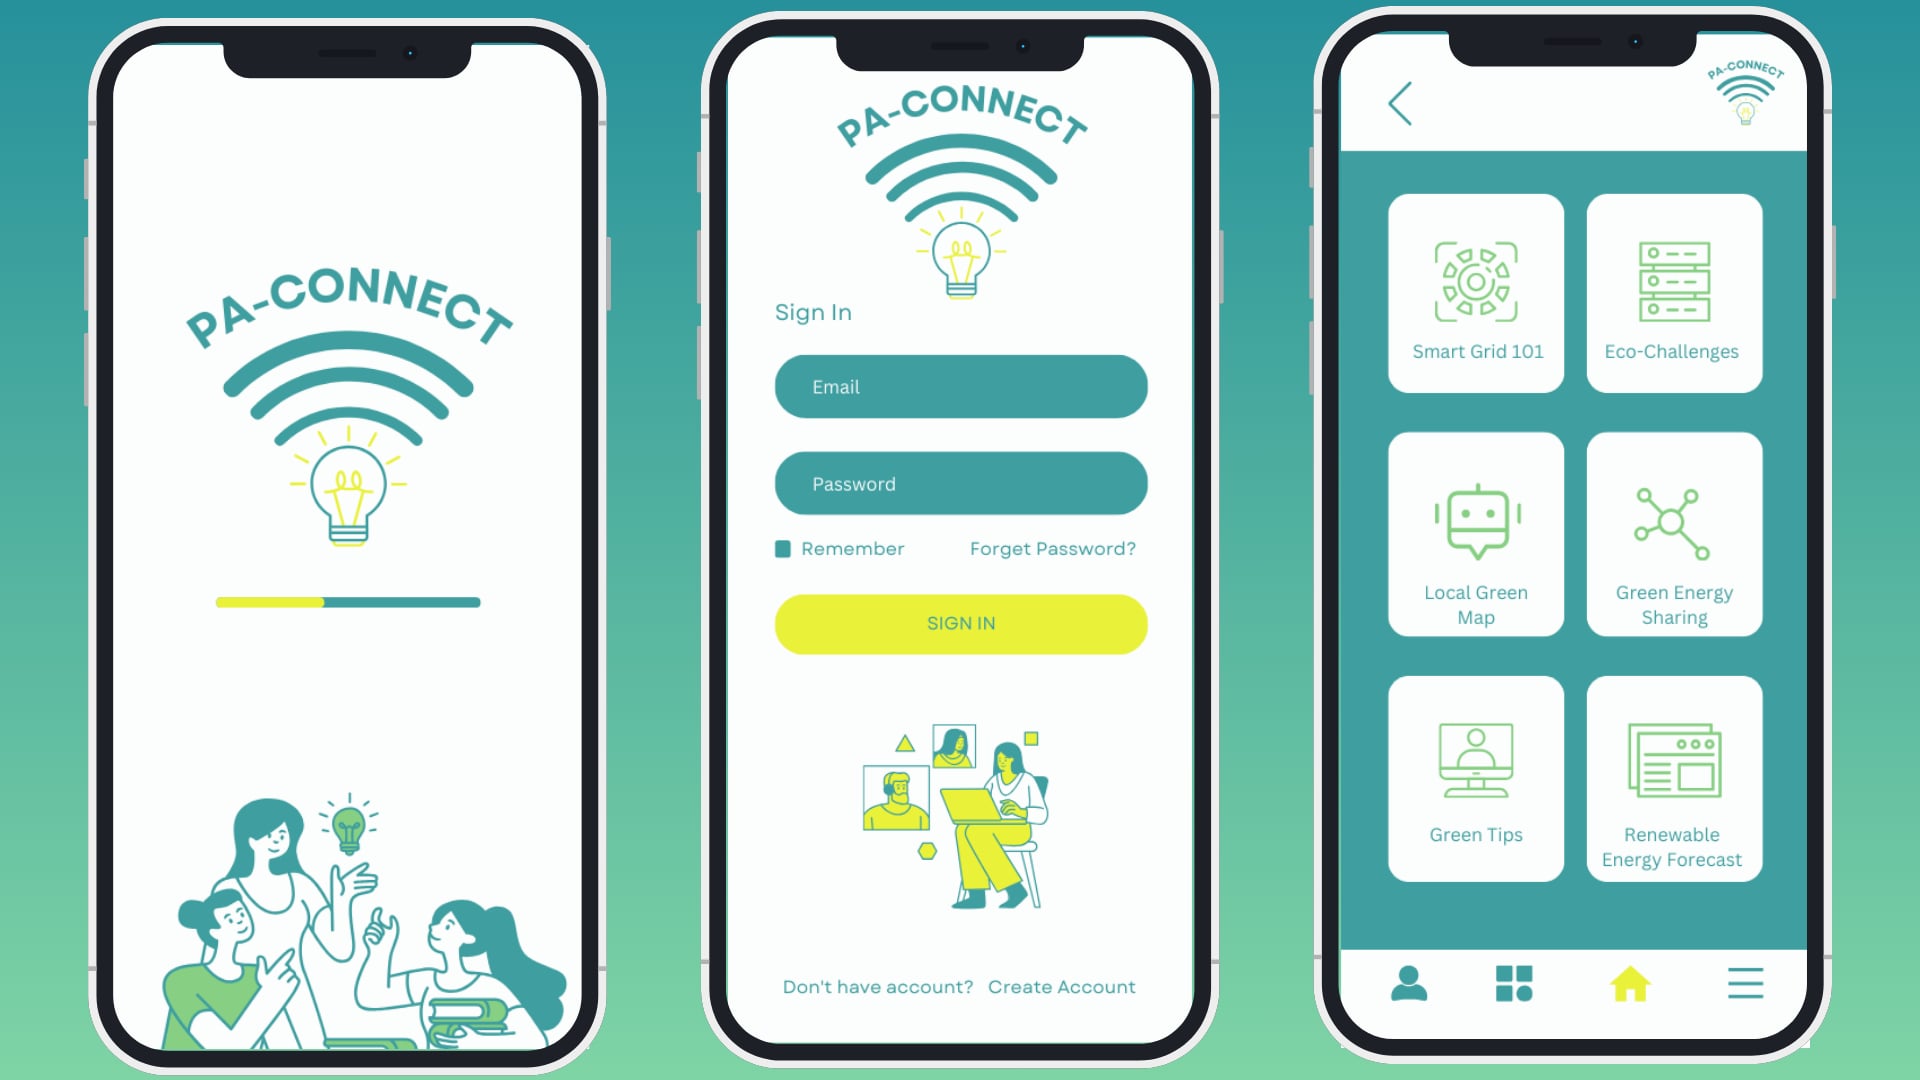 PA-CONNECT
PA-CONNECT
Sign In
Email
Password
Remember Forget Password?
SIGN IN
Don't have account? Create Account
PA-CONNECT
Smart Grid 101
Eco-Challenges
Local Green
Map
Green Energy
Sharing
Green Tips
Renewable
Energy Forecast